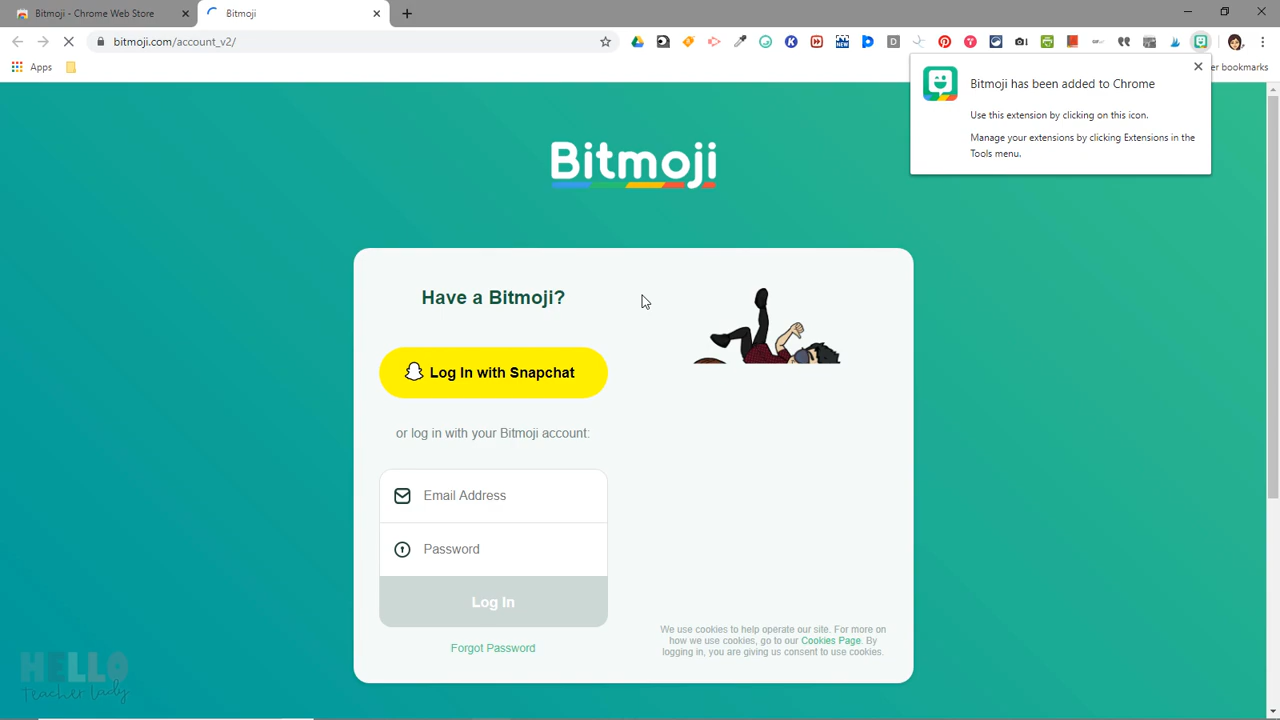 Bitmoji - Chrome Web Store
Bitmoji
bitmoji.com/account_v2/
Apps
er bookmarks
Bitmoji has been added to Chrome
Use this extension by clicking on this icon.
Manage your extensions by clicking Extensions in the
Tools menu.
Bitmoji
Have a Bitmoji?
Log In with Snapchat
or log in with your Bitmoji account:
Email Address
Password
Log In
Forgot Password
We use cookies to help operate our site. For more on
how we use cookies, go to our Cookies Page. By
logging in, you are giving us consent to use cookies.
HELLO
teacher lady